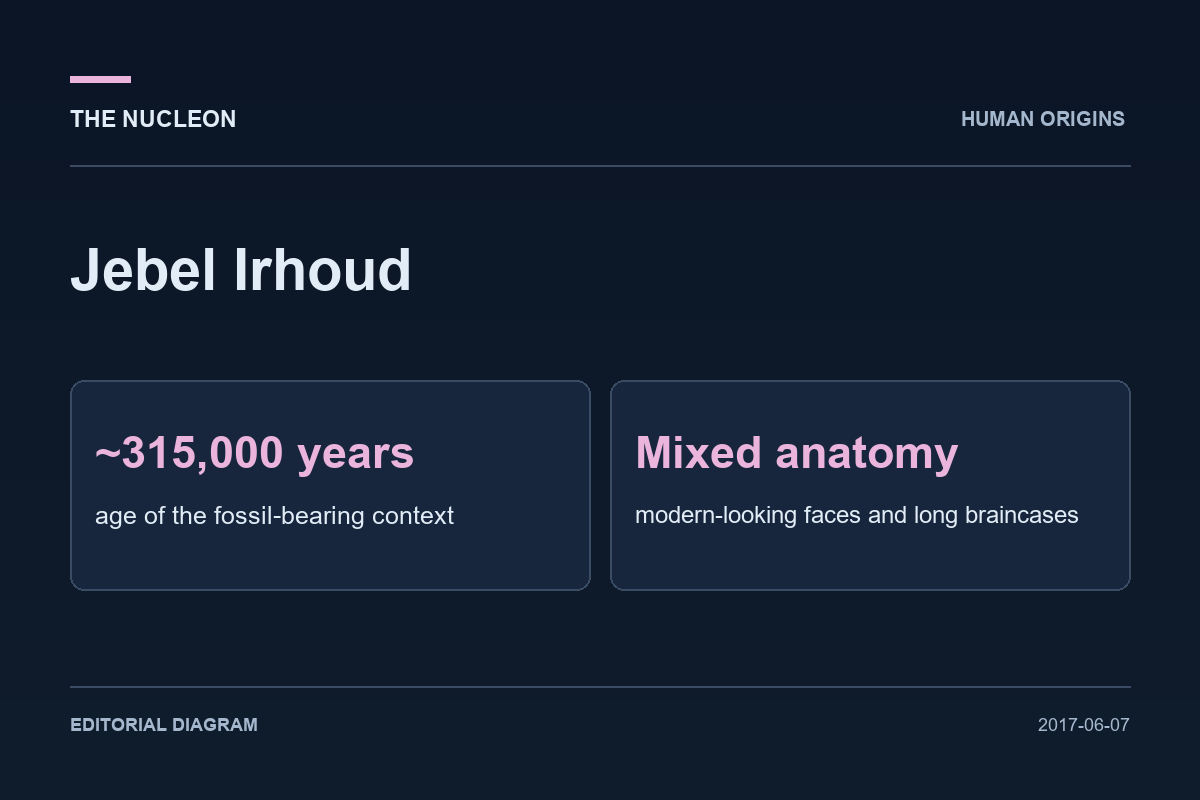 THE NUCLEON
HUMAN ORIGINS
Jebel Irhoud
~315,000 years
age of the fossil-bearing context
Mixed anatomy
modern-looking faces and long braincases
EDITORIAL DIAGRAM
2017-06-07